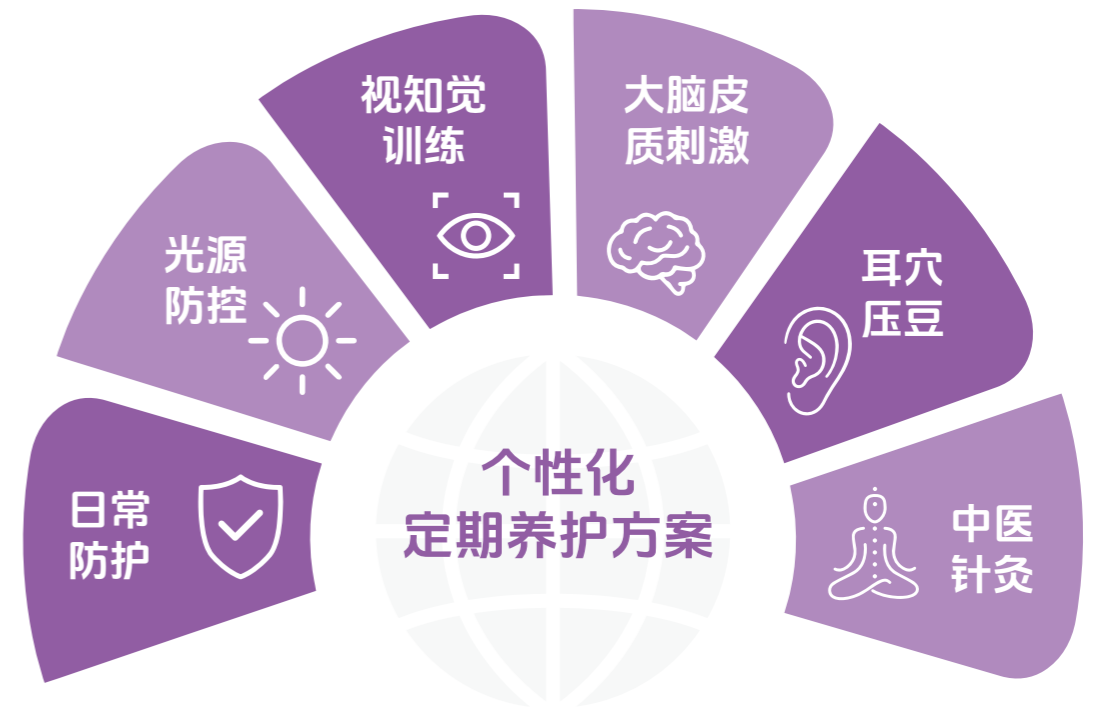 视知觉
训练
大脑皮
质刺激
光源
防控
耳穴
压豆
个性化
定期养护方案
日常
防护
中医
针灸